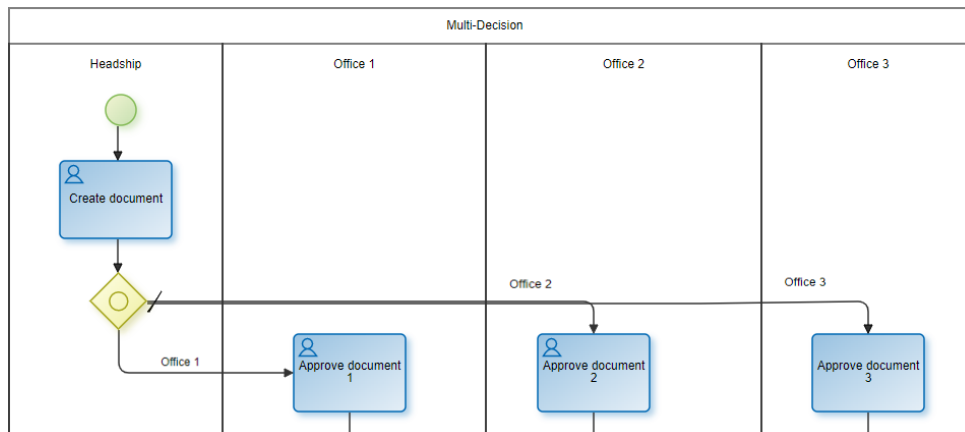 Multi-Decision
Headship
Office 1
Office 2
Office 3
Create document
Office 2
Office 3
Office 1
Approve document
1
Approve document
2
Approve document
3